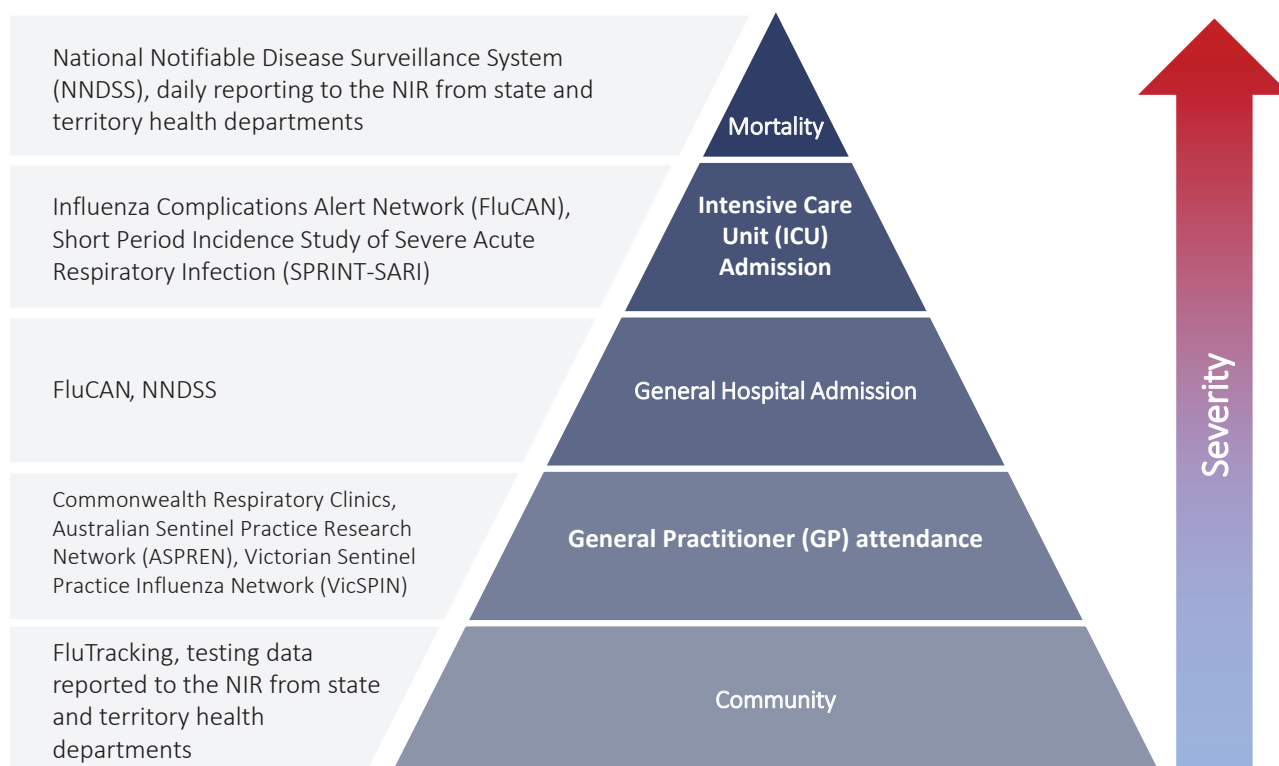 National Notifiable Disease Surveillance System
(NNDSS), daily reporting to the NIR from state and
territory health departments
Mortality
Influenza Complications Alert Network (FluCAN),
Short Period Incidence Study of Severe Acute
Respiratory Infection (SPRINT-SARI)
Intensive Care
Unit (ICU)
Admission
FluCAN, NNDSS
General Hospital Admission
Commonwealth Respiratory Clinics,
Australian Sentinel Practice Research
Network (ASPREN), Victorian Sentinel
Practice Influenza Network (VicSPIN)
General Practitioner (GP) attendance
FluTracking, testing data
reported to the NIR from state
and territory health
departments
Community
Severity